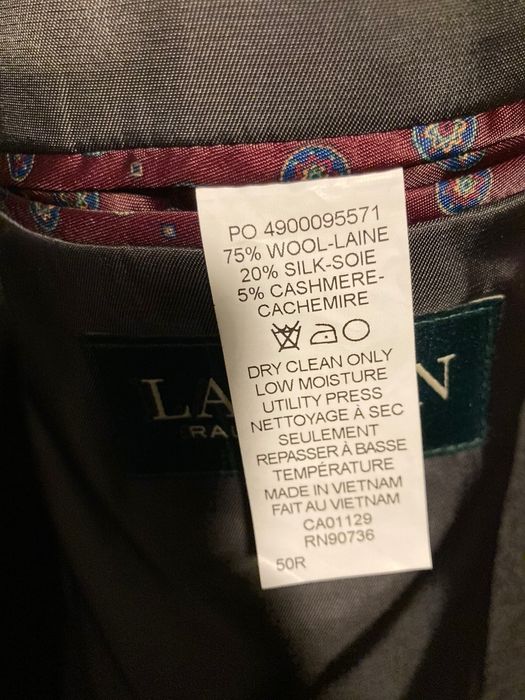 PO 4900095571
75% WOOL-LAINE
20% SILK-SOIE
5% CASHMERE-
CACHEMIRE
DRY CLEAN ONLY
LOW MOISTURE
UTILITY PRESS
NETTOYAGE À SEC
SEULEMENT
REPASSER À BASSE
TEMPÉRATURE
MADE IN VIETNAM
FAIT AU VIETNAM
CA01129
RN90736
50R